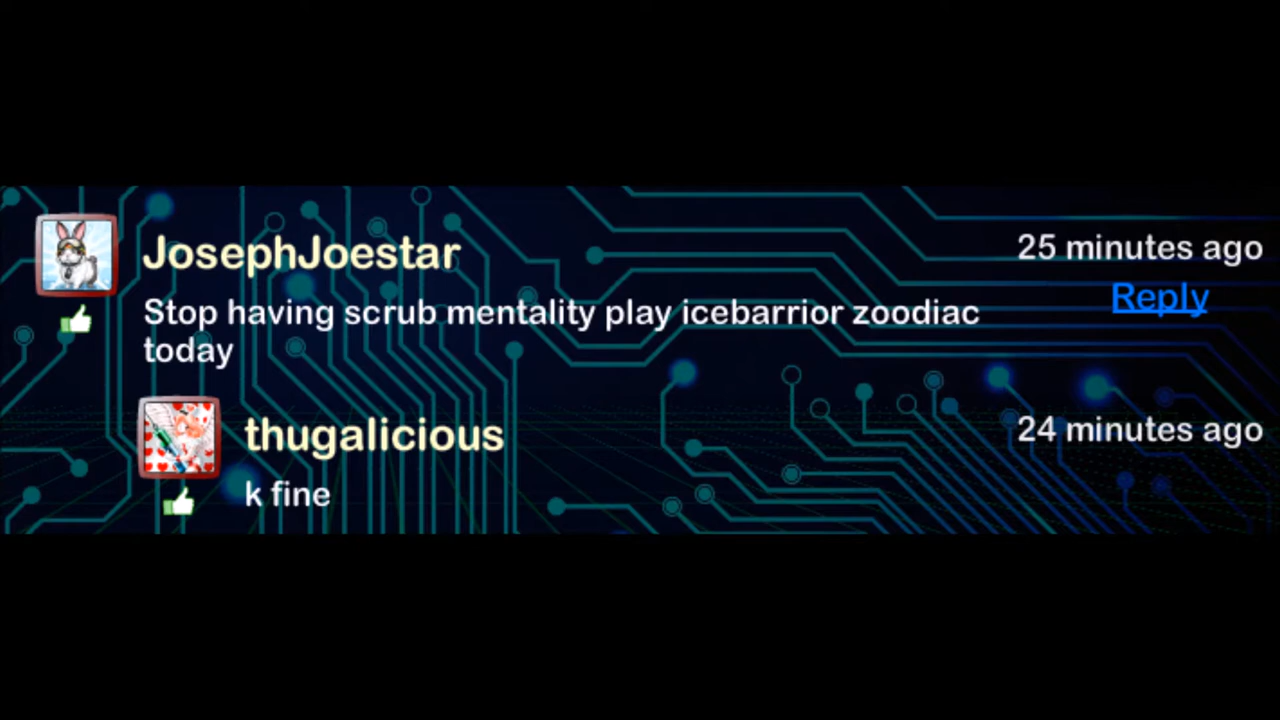 JosephJoestar
25 minutes ago
Reply
Stop having scrub mentality play icebarrior zoodiac
today
thugalicious
24 minutes ago
k fine